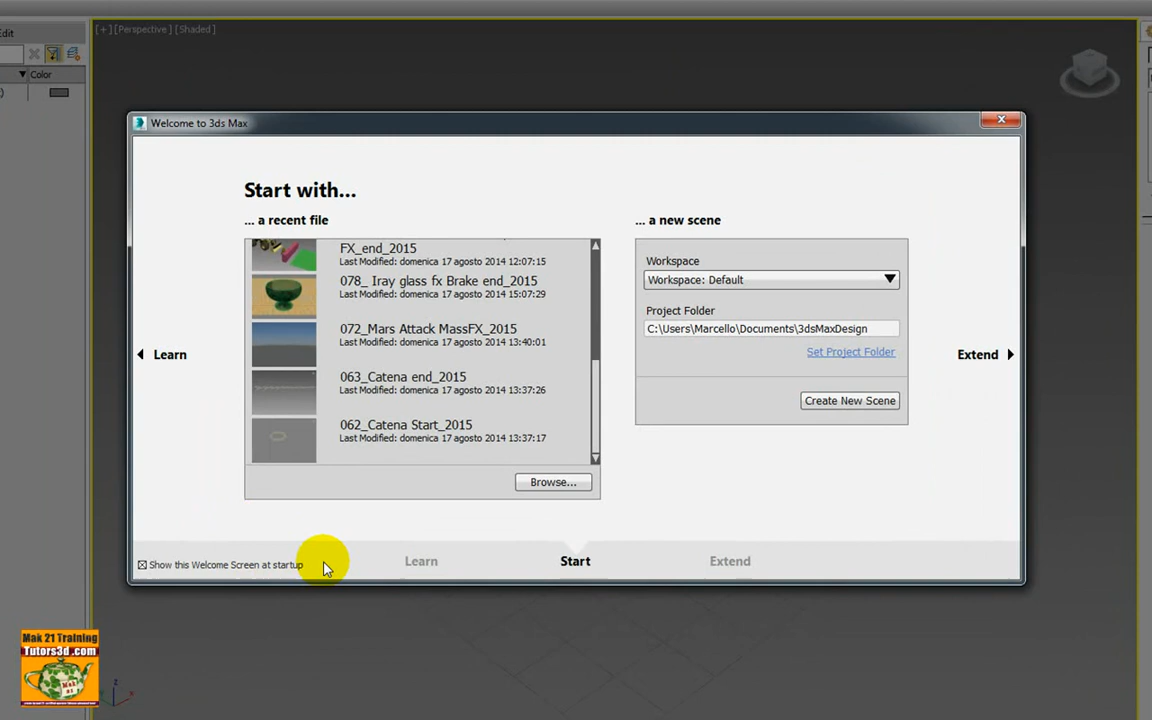 [+][Perspective][Shaded]
Edit
Color
Welcome to 3ds Max
Start with...
... a recent file
... a new scene
FX_end_2015
Last Modified: domenica 17 agosto 2014 12:07:15
078_ Iray glass fx Brake end_2015
Last Modified: domenica 17 agosto 2014 15:07:29
072_Mars Attack MassFX_2015
Last Modified: domenica 17 agosto 2014 13:40:01
063_Catena end_2015
Last Modified: domenica 17 agosto 2014 13:37:26
062_Catena Start_2015
Last Modified: domenica 17 agosto 2014 13:37:17
Browse...
Workspace
Workspace: Default
Project Folder
C:\Users\Marcello\Documents\3dsMaxDesign
Set Project Folder
Create New Scene
Learn
Extend
Show this Welcome Screen at startup
Learn
Start
Extend
Mak 21 Training
Tutors3d .com
Mak
21
z
x